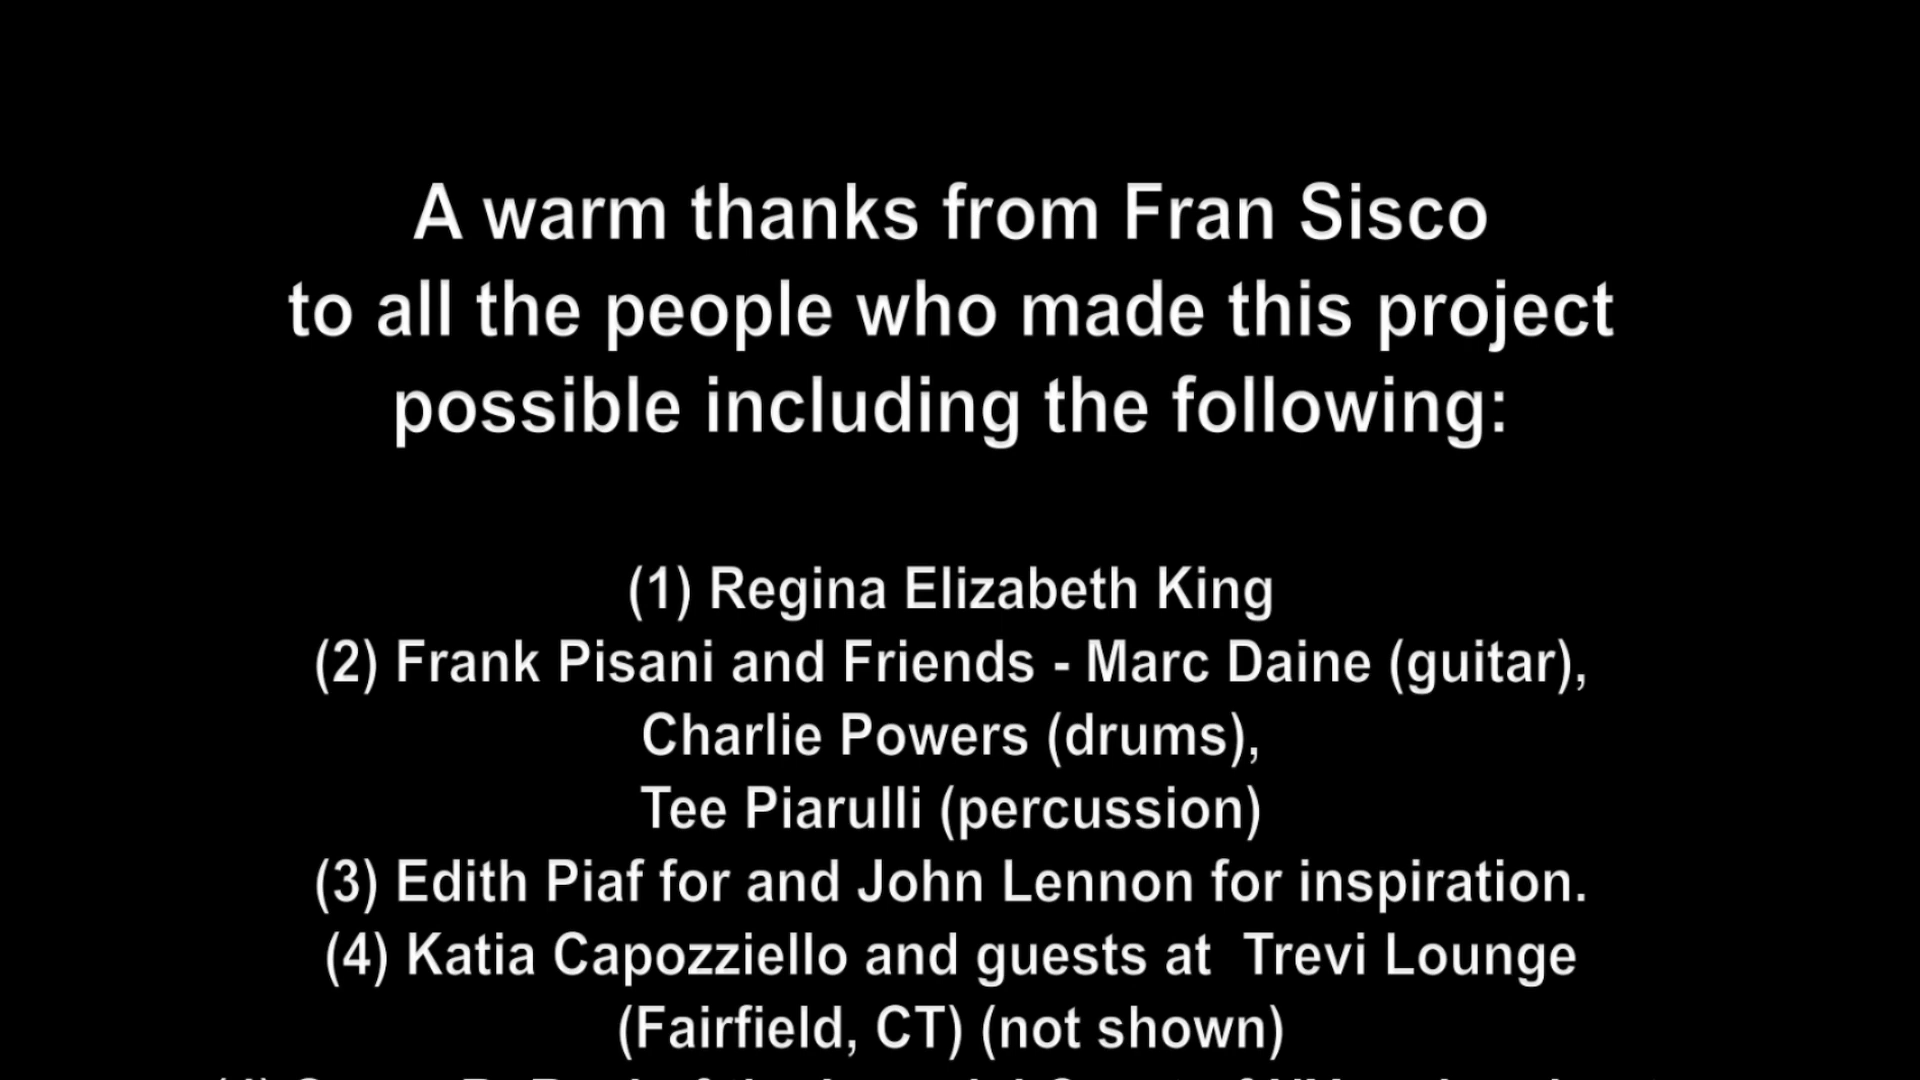 A warm thanks from Fran Sisco
to all the people who made this project
possible including the following:
(1) Regina Elizabeth King
(2) Frank Pisani and Friends - Marc Daine (guitar),
Charlie Powers (drums),
Tee Piarulli (percussion)
(3) Edith Piaf for and John Lennon for inspiration.
(4) Katia Capozziello and guests at  Trevi Lounge
(Fairfield, CT) (not shown)